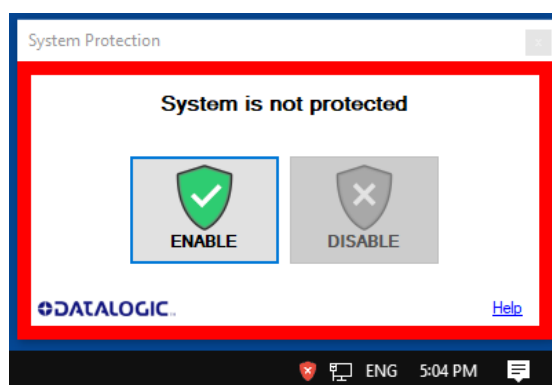 System Protection
x
System is not protected
ENABLE
DISABLE
DATALOGIC
Help
ENG 5:04 PM